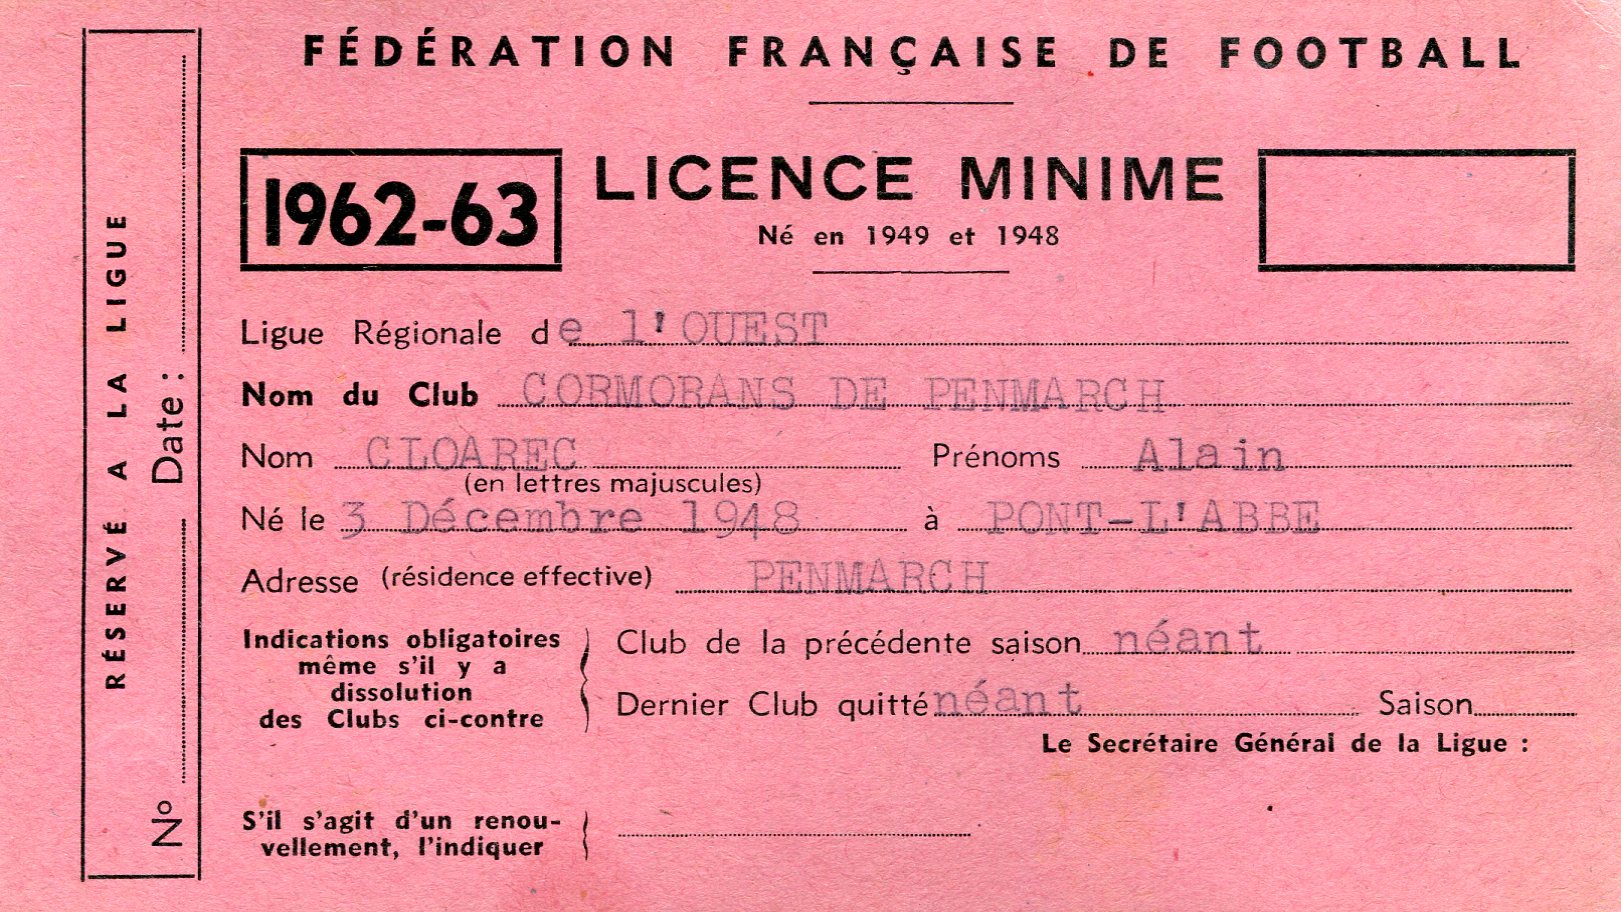 FÉDÉRATION FRANÇAISE DE FOOTBALL
1962-63
LICENCE MINIME
Né en 1949 et 1948
Ligue Régionale de l'OUEST
Nom du Club CORMORANS DE PENMARCH
Nom CLOAREC Prénoms Alain
(en lettres majuscules)
Né le 3 Décembre 1948 à PONT-L'ABBE
Adresse (résidence effective) PENMARCH
Indications obligatoires
même s'il y a
dissolution
des Clubs ci-contre
Club de la précédente saison néant
Dernier Club quitté néant Saison
Le Secrétaire Général de la Ligue :
S'il s'agit d'un renou-
vellement, l'indiquer
RÉSERVÉ A LA LIGUE
N° Date :